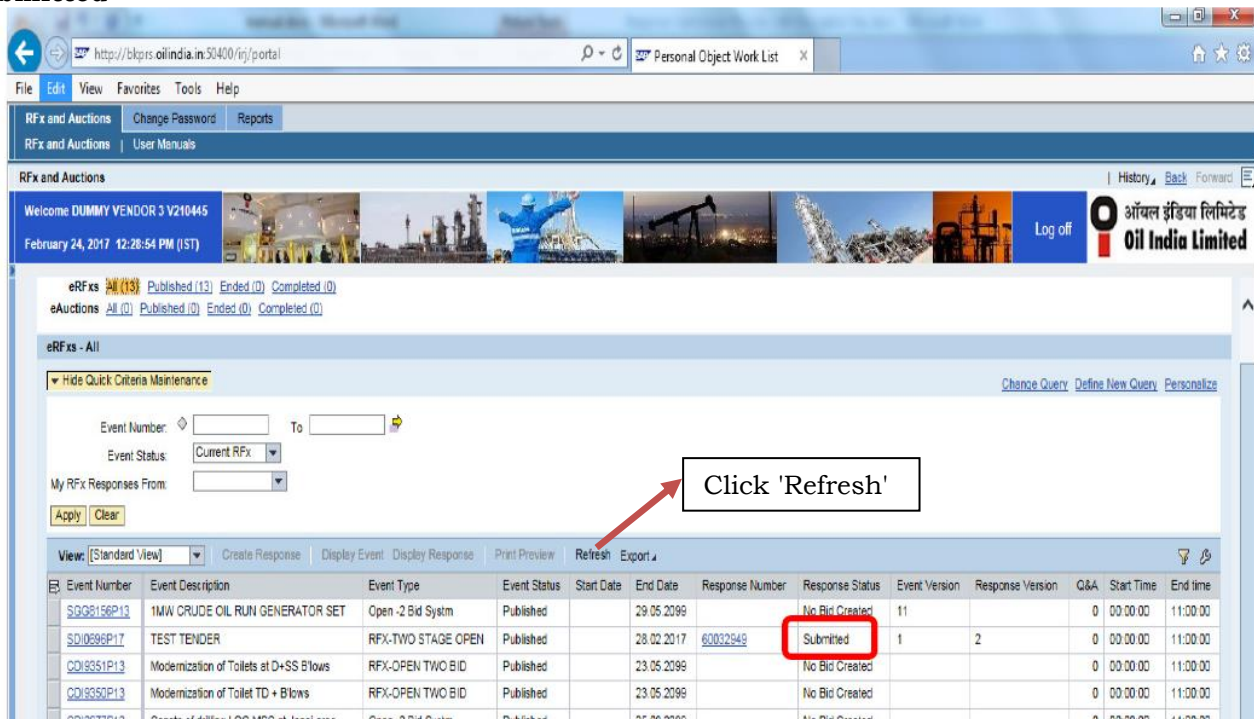 http://bkprs.oilindia.in:50400/irj/portal
Personal Object Work List X
File Edit View Favorites Tools Help
RFx and Auctions Change Password Reports
RFx and Auctions | User Manuals
RFx and Auctions | History Back Forward
Welcome DUMMY VENDOR 3 V210445
February 24, 2017 12:28:54 PM (IST)
Log off
ऑयल इंडिया लिमिटेड
Oil India Limited
eRFxs All (13) Published (13) Ended (0) Completed (0)
eAuctions All (0) Published (0) Ended (0) Completed (0)
eRFxs - All
Hide Quick Criteria Maintenance Change Query Define New Query Personalize
Event Number: To
Event Status: Current RFx
My RFx Responses From:
Click 'Refresh'
Apply Clear
View: [Standard View] Create Response Display Event Display Response Print Preview Refresh Export
Event Number Event Description Event Type Event Status Start Date End Date Response Number Response Status Event Version Response Version Q&A Start Time End time
SGG8156P13 1MW CRUDE OIL RUN GENERATOR SET Open -2 Bid Systm Published 29.05.2099 No Bid Created 11 0 00:00:00 11:00:00
SDI0696P17 TEST TENDER RFX-TWO STAGE OPEN Published 28.02.2017 60032949 Submitted 1 2 0 00:00:00 11:00:00
CDI9351P13 Modernization of Toilets at D+SS B'lows RFX-OPEN TWO BID Published 23.05.2099 No Bid Created 0 00:00:00 11:00:00
CDI9350P13 Modernization of Toilet TD + B'lows RFX-OPEN TWO BID Published 23.05.2099 No Bid Created 0 00:00:00 11:00:00